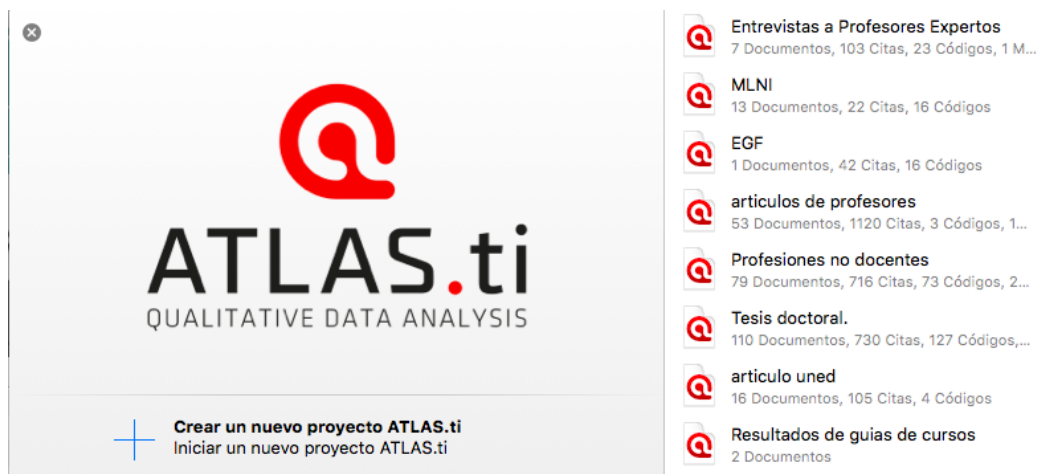 ATLAS.ti
QUALITATIVE DATA ANALYSIS
Crear un nuevo proyecto ATLAS.ti
Iniciar un nuevo proyecto ATLAS.ti
Entrevistas a Profesores Expertos
7 Documentos, 103 Citas, 23 Códigos, 1 M...
MLNI
13 Documentos, 22 Citas, 16 Códigos
EGF
1 Documentos, 42 Citas, 16 Códigos
articulos de profesores
53 Documentos, 1120 Citas, 3 Códigos, 1...
Profesiones no docentes
79 Documentos, 716 Citas, 73 Códigos, 2...
Tesis doctoral.
110 Documentos, 730 Citas, 127 Códigos,...
articulo uned
16 Documentos, 105 Citas, 4 Códigos
Resultados de guias de cursos
2 Documentos